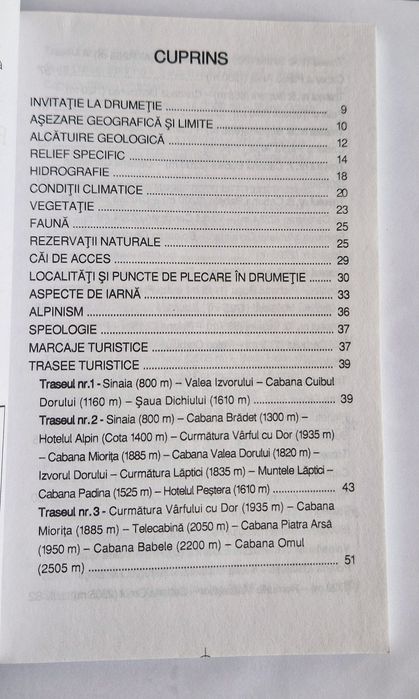 CUPRINS
INVITAȚIE LA DRUMEȚIE ........................................ 9
AȘEZARE GEOGRAFICĂ ȘI LIMITE ........................... 10
ALCĂTUIRE GEOLOGICĂ ........................................ 12
RELIEF SPECIFIC ................................................ 14
HIDROGRAFIE .................................................... 18
CONDIȚII CLIMATICE ............................................ 20
VEGETAȚIE ........................................................ 23
FAUNĂ .............................................................. 25
REZERVAȚII NATURALE ........................................ 25
CĂI DE ACCES .................................................... 29
LOCALITĂȚI ȘI PUNCTE DE PLECARE ÎN DRUMEȚIE ....... 30
ASPECTE DE IARNĂ .............................................. 33
ALPINISM .......................................................... 36
SPEOLOGIE ........................................................ 37
MARCAJE TURISTICE ............................................ 37
TRASEE TURISTICE .............................................. 39
Traseul nr.1 - Sinaia (800 m) – Valea Izvorului – Cabana Cuibul
Dorului (1160 m) – Șaua Dichiului (1610 m) .................... 39
Traseul nr.2 - Sinaia (800 m) – Cabana Brădet (1300 m) –
Hotelul Alpin (Cota 1400 m) – Curmătura Vârful cu Dor (1935 m)
– Cabana Miorița (1885 m) – Cabana Valea Dorului (1820 m) –
Izvorul Dorului – Curmătura Lăptici (1835 m) – Muntele Lăptici –
Cabana Padina (1525 m) – Hotelul Peștera (1610 m) .............. 43
Traseul nr.3 - Curmătura Vârfului cu Dor (1935 m) – Cabana
Miorița (1885 m) – Telecabină (2050 m) – Cabana Piatra Arsă
(1950 m) – Cabana Babele (2200 m) – Cabana Omul
(2505 m) ............................................................ 51